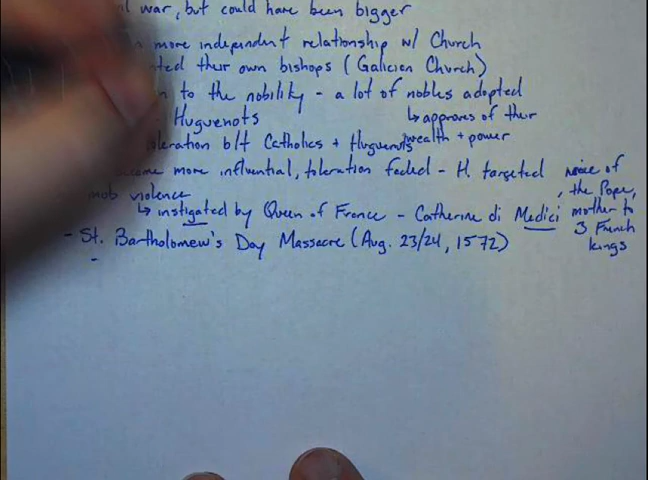 war, but could have been bigger
more independent relationship w/ Church
their own bishops (Galicien Church)
to the nobility - a lot of nobles adopted
Huguenots ↳ approves of their
b/t Catholics + Huguenots wealth + power
more influential, toleration faded - H. targeted
mob violence
↳ instigated by Queen of France - Catherine di Medici
niece of
the Pope,
mother to
3 French
kings
- St. Bartholomew's Day Massacre (Aug. 23/24, 1572)
-